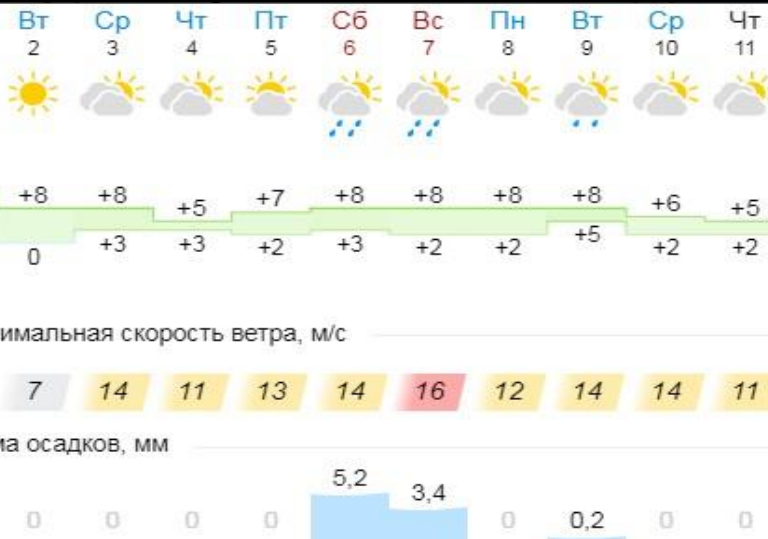 Вт Ср Чт Пт Сб Вс Пн Вт Ср Чт
2 3 4 5 6 7 8 9 10 11
+8 +8 +5 +7 +8 +8 +8 +8 +6 +5
0 +3 +3 +2 +3 +2 +2 +5 +2 +2
имальная скорость ветра, м/с
7 14 11 13 14 16 12 14 14 11
ма осадков, мм
0 0 0 0 5,2 3,4 0 0,2 0 0